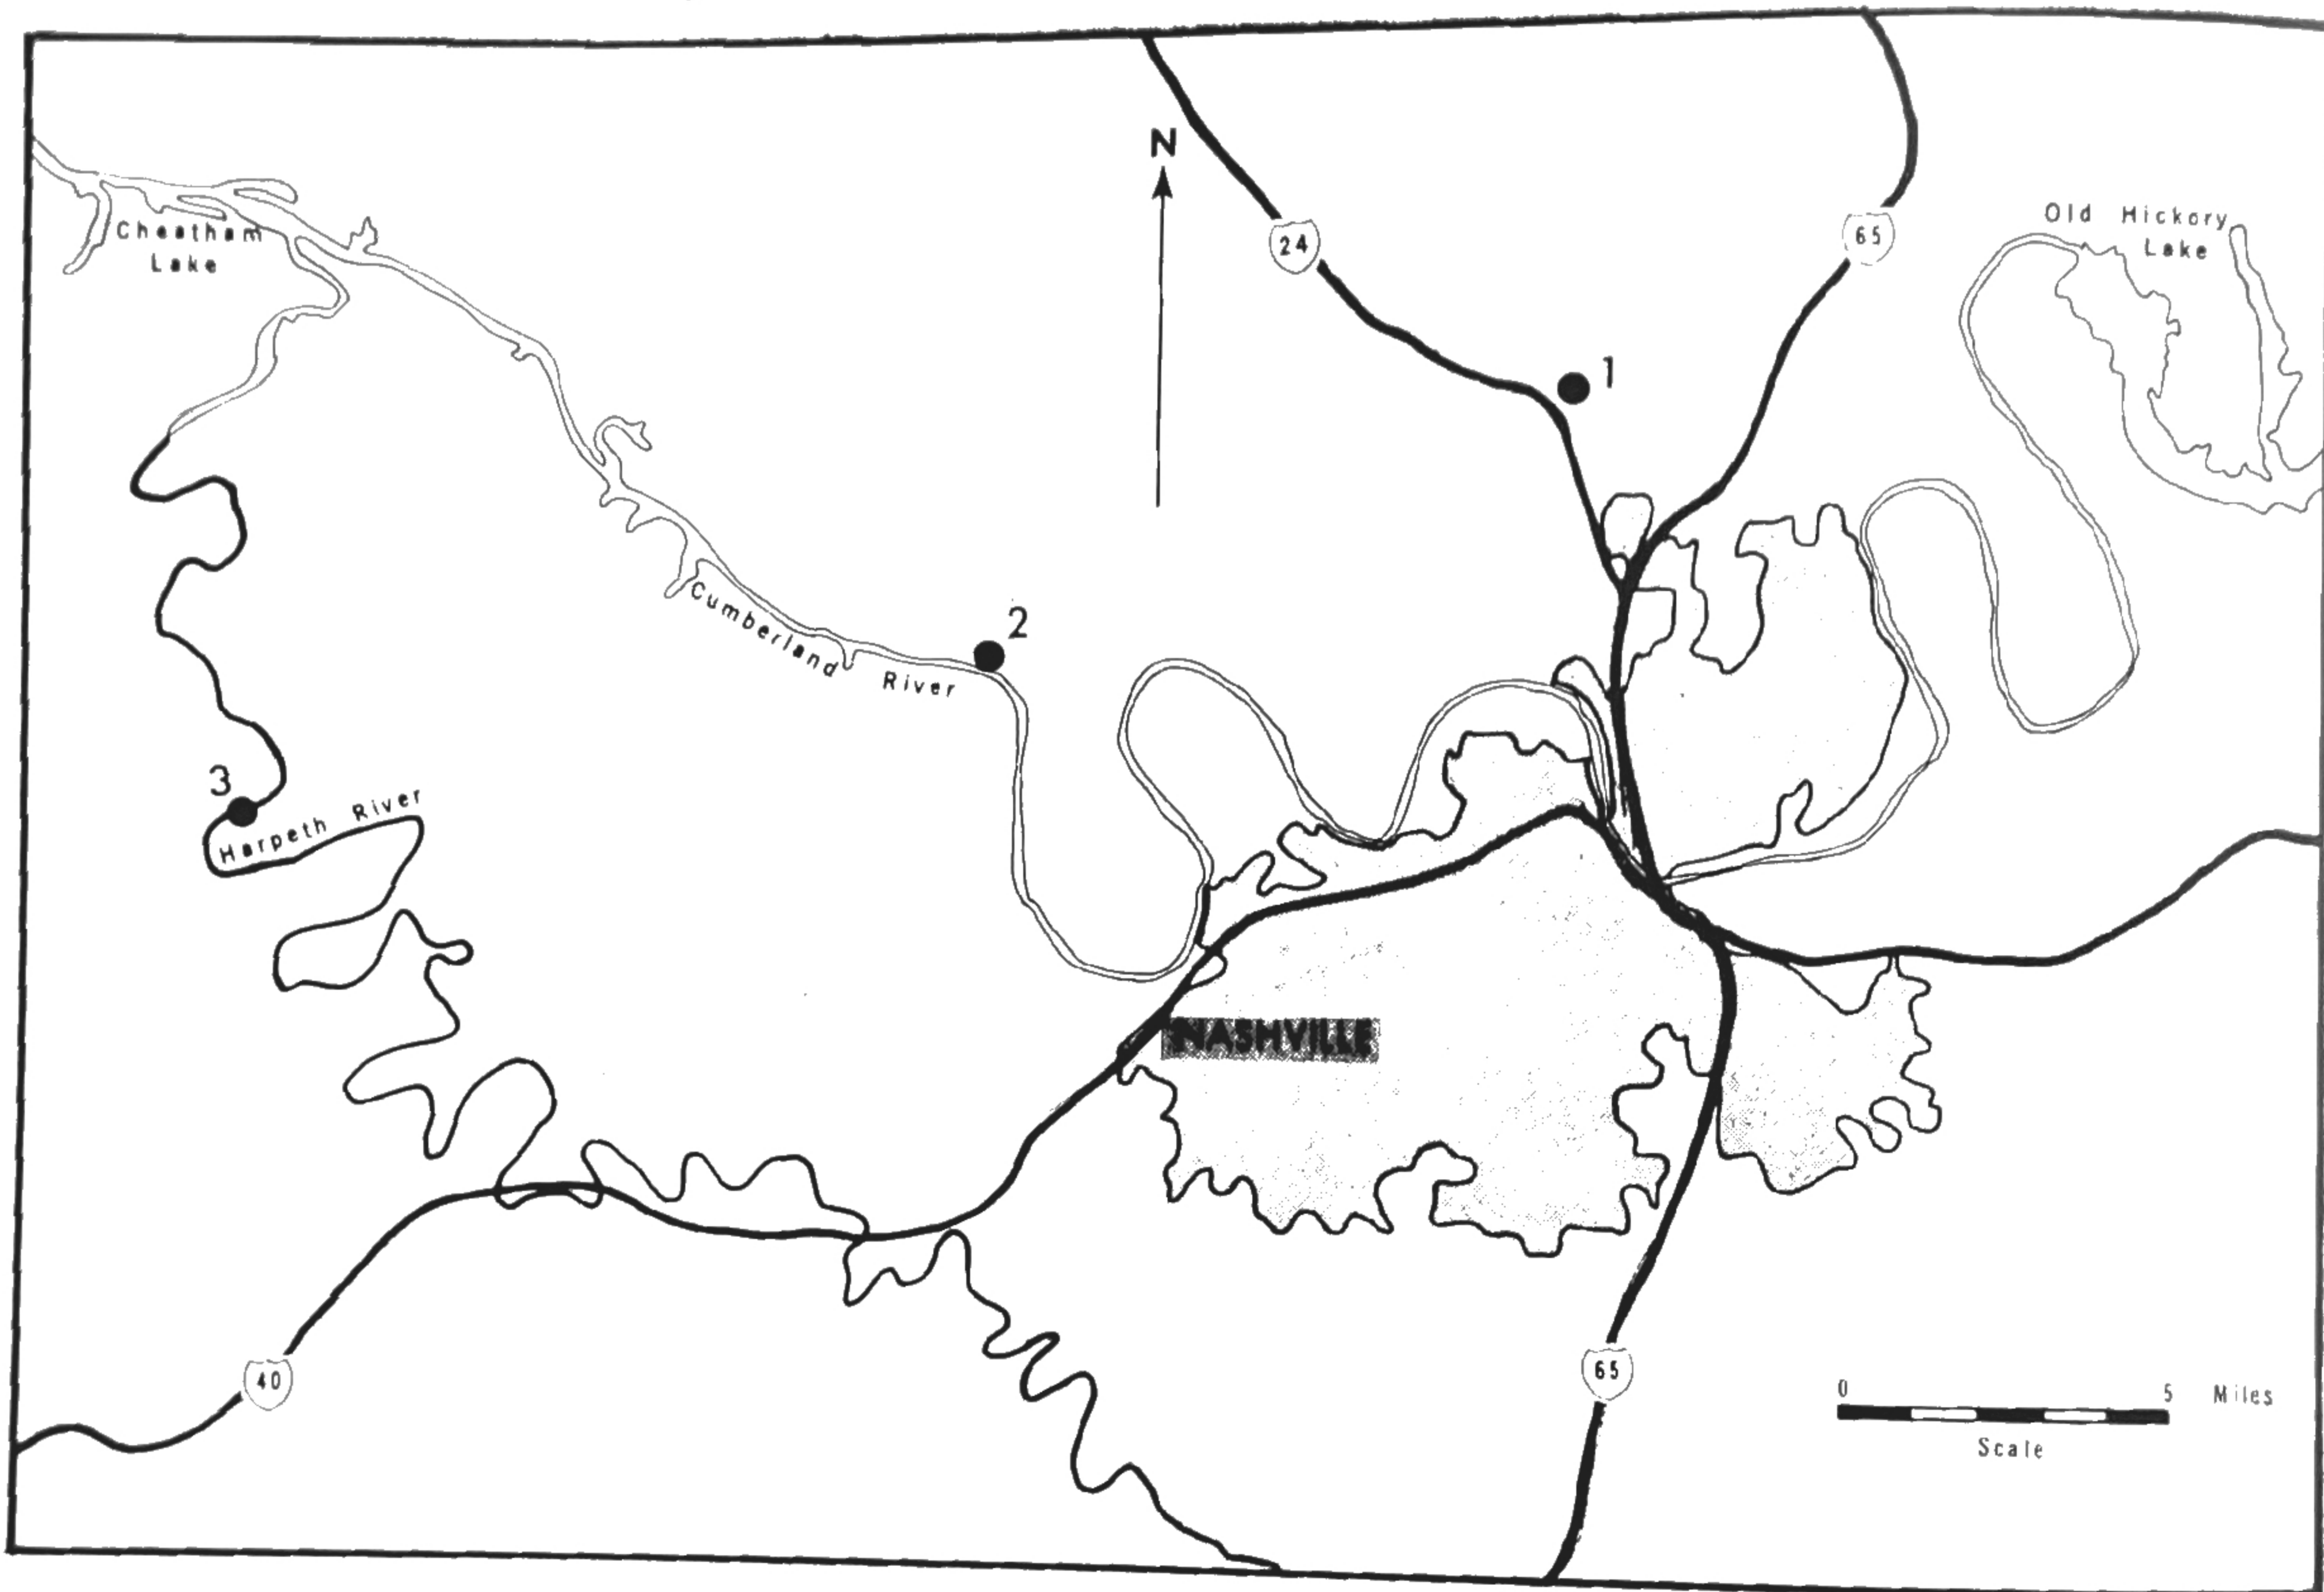 N
24
65
Old Hickory
Lake
Cheatham
Lake
1
2
Cumberland River
3
Harpeth River
NASHVILLE
40
65
0 5 Miles
Scale